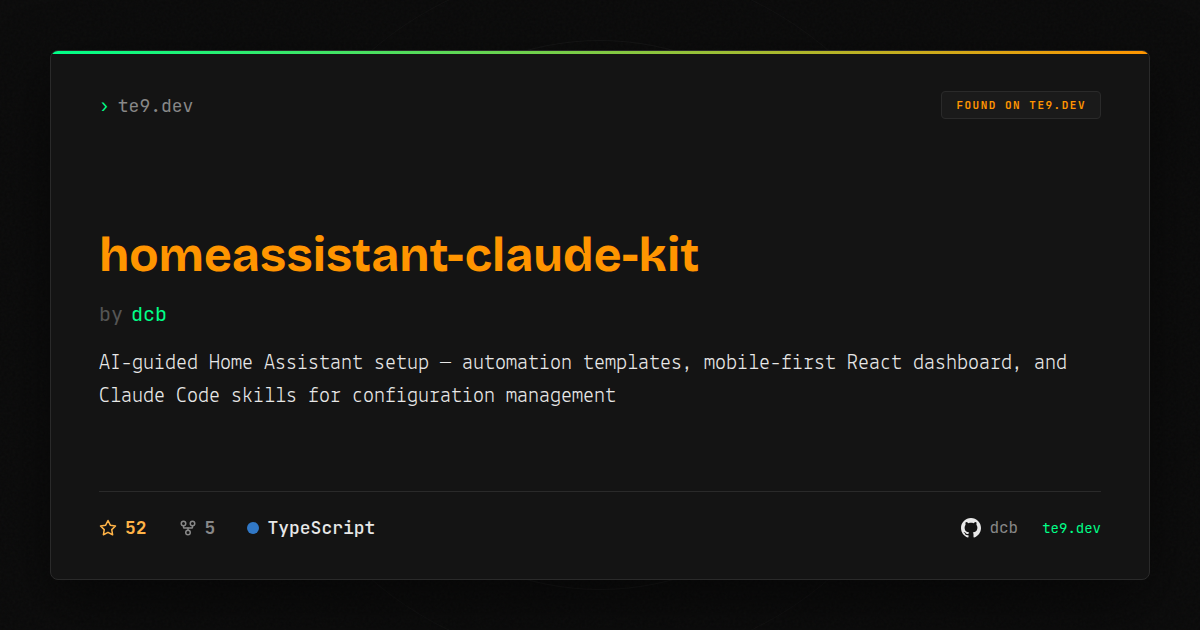 › te9.dev
FOUND ON TE9.DEV
homeassistant-claude-kit
by dcb
AI-guided Home Assistant setup — automation templates, mobile-first React dashboard, and
Claude Code skills for configuration management
52 5 TypeScript
dcb te9.dev